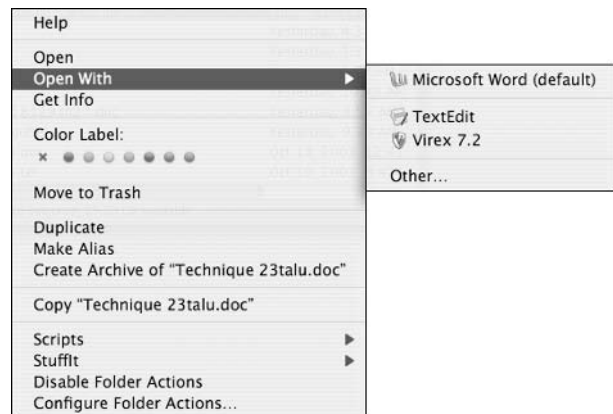 Help
Open
Open With
Get Info
Color Label:
Move to Trash
Duplicate
Make Alias
Create Archive of “Technique 23talu.doc”
Copy “Technique 23talu.doc”
Scripts
StuffIt
Disable Folder Actions
Configure Folder Actions...
Microsoft Word (default)
TextEdit
Virex 7.2
Other...